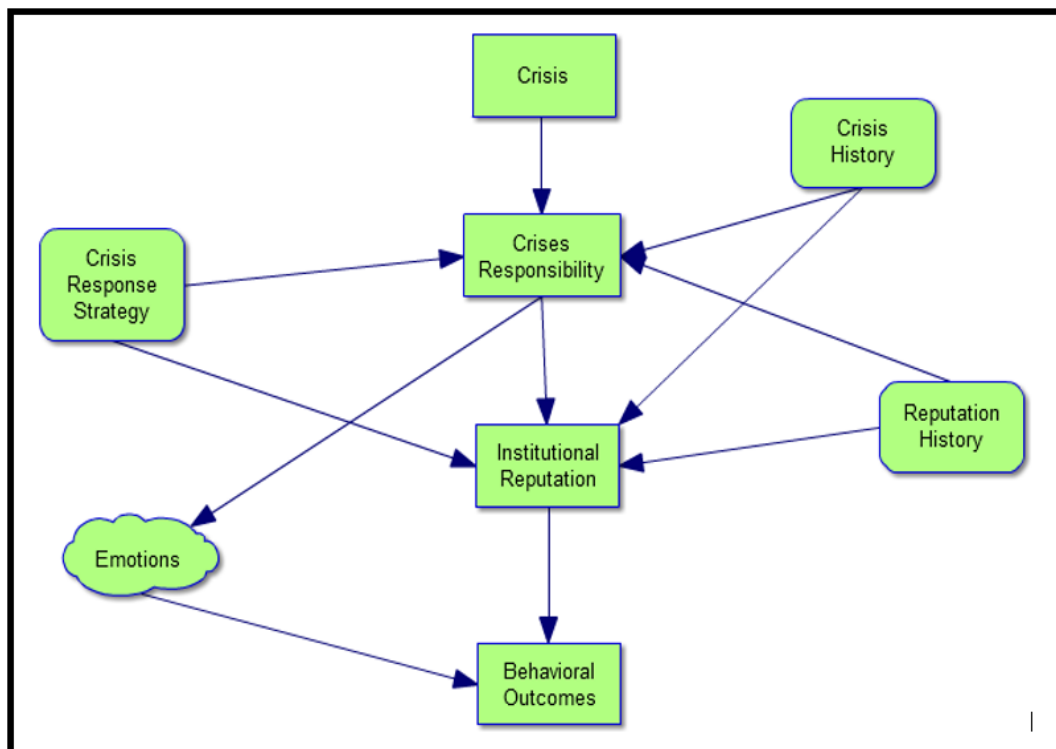 Crisis
Crisis
History
Crises
Responsibility
Crisis
Response
Strategy
Reputation
History
Institutional
Reputation
Emotions
Behavioral
Outcomes